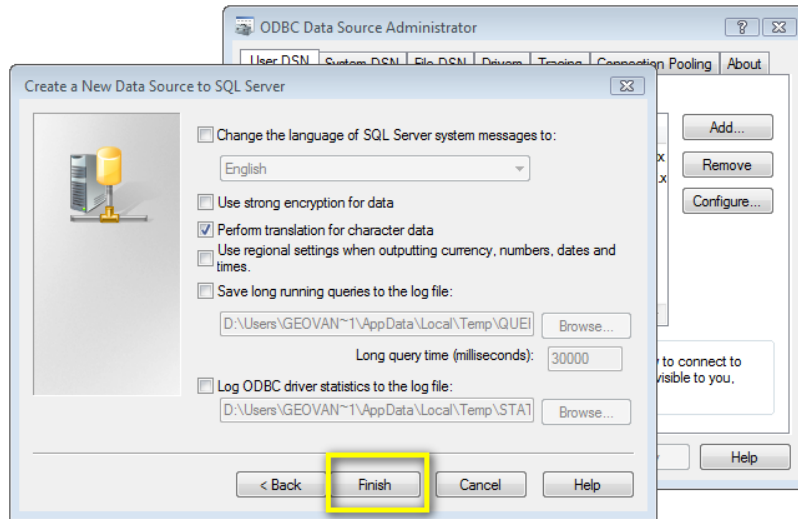 ODBC Data Source Administrator
User DSN System DSN File DSN Drivers Tracing Connection Pooling About
Create a New Data Source to SQL Server
Change the language of SQL Server system messages to:
English
Use strong encryption for data
Perform translation for character data
Use regional settings when outputting currency, numbers, dates and
times.
Save long running queries to the log file:
D:\Users\GEOVAN~1\AppData\Local\Temp\QUE
Browse...
Long query time (milliseconds): 30000
Log ODBC driver statistics to the log file:
D:\Users\GEOVAN~1\AppData\Local\Temp\STAT
Browse...
< Back Finish Cancel Help
Add...
Remove
Configure...
to connect to
visible to you,
Help